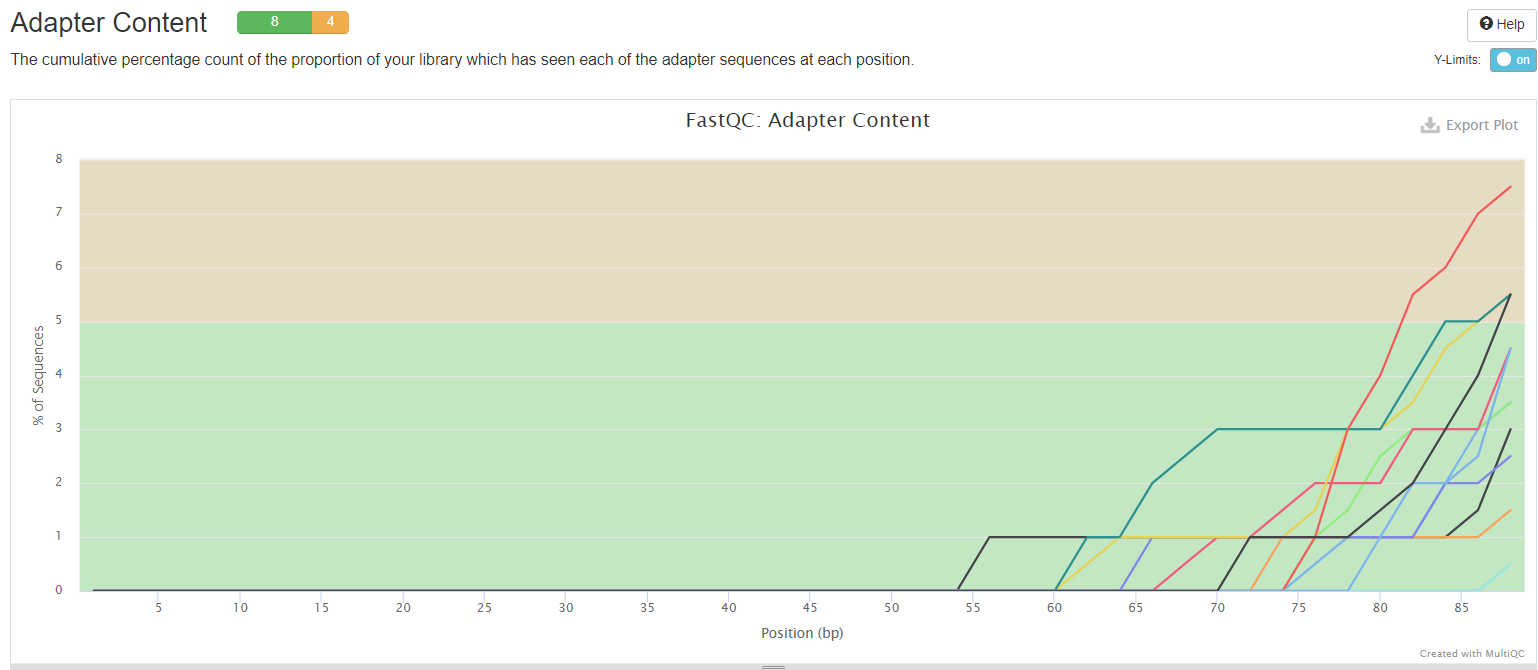 Adapter Content 8 4
Help
The cumulative percentage count of the proportion of your library which has seen each of the adapter sequences at each position.
Y-Limits: on
FastQC: Adapter Content
Export Plot
8
7
6
5
4
3
2
1
0
% of Sequences
5 10 15 20 25 30 35 40 45 50 55 60 65 70 75 80 85
Position (bp)
Created with MultiQC